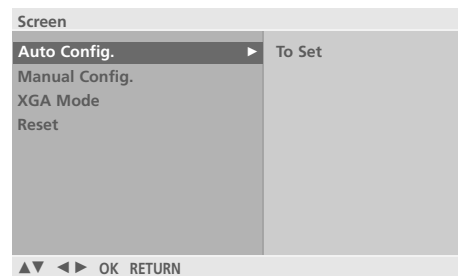 Screen
Auto Config. ► To Set
Manual Config.
XGA Mode
Reset
▲▼ ◄► OK RETURN